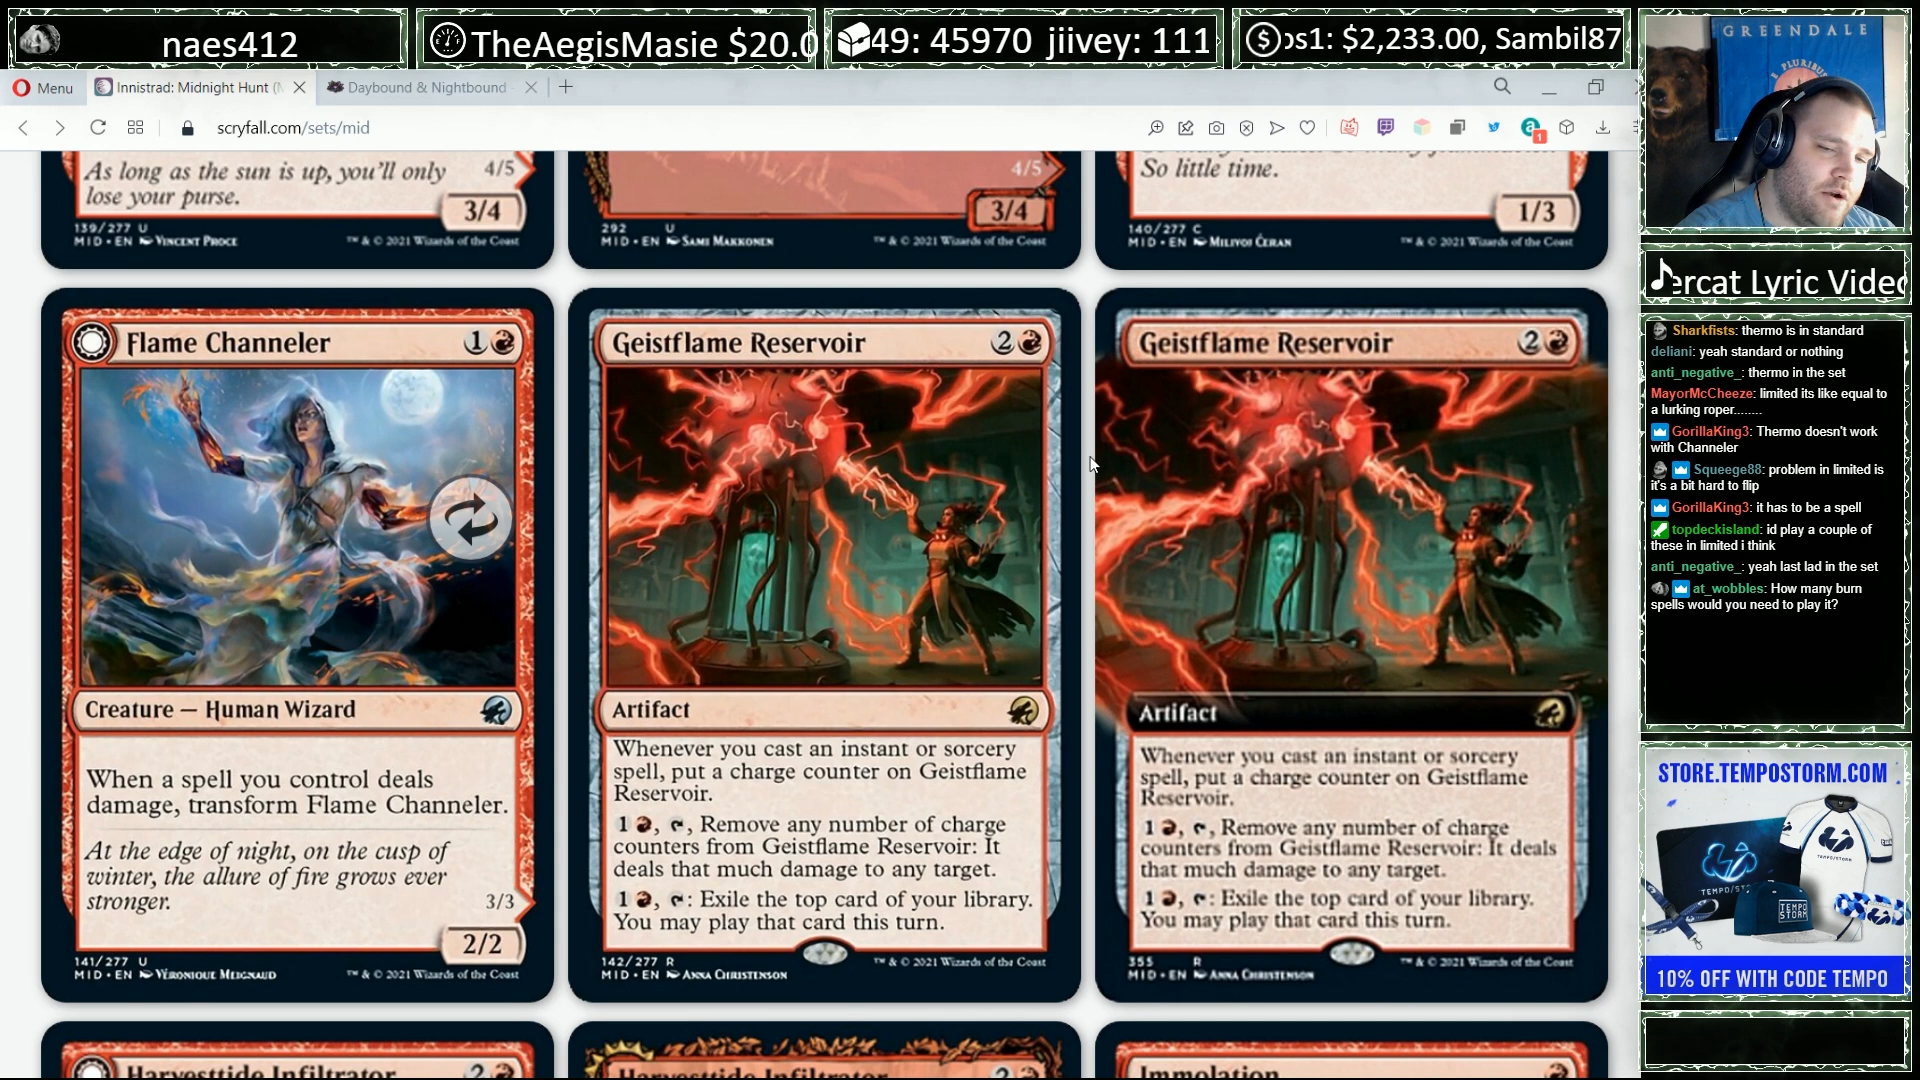 naes412
TheAegisMasie $20.0
49: 45970 jiivey: 111
ps1: $2,233.00, Sambil87
Menu
Innistrad: Midnight Hunt (
Daybound & Nightbound
scryfall.com/sets/mid
GREENDALE
As long as the sun is up, you'll only
lose your purse.
4/5
3/4
139/277 U
MID • EN Vincent Proce
™ & © 2021 Wizards of the Coast
4/5
3/4
292 U
MID • EN Sami Makkonen
™ & © 2021 Wizards of the Coast
So little time.
1/3
140/277 C
MID • EN Milivoj Ćeran
™ & © 2021 Wizards of the Coast
Flame Channeler 1
Creature — Human Wizard
When a spell you control deals
damage, transform Flame Channeler.
At the edge of night, on the cusp of
winter, the allure of fire grows ever
stronger.
3/3
2/2
141/277 U
MID • EN Véronique Meignaud
™ & © 2021 Wizards of the Coast
Geistflame Reservoir 2
Artifact
Whenever you cast an instant or sorcery
spell, put a charge counter on Geistflame
Reservoir.
1 , , Remove any number of charge
counters from Geistflame Reservoir: It
deals that much damage to any target.
1 , : Exile the top card of your library.
You may play that card this turn.
142/277 R
MID • EN Anna Christenson
™ & © 2021 Wizards of the Coast
Geistflame Reservoir 2
Artifact
Whenever you cast an instant or sorcery
spell, put a charge counter on Geistflame
Reservoir.
1 , , Remove any number of charge
counters from Geistflame Reservoir: It deals
that much damage to any target.
1 , : Exile the top card of your library.
You may play that card this turn.
355 R
MID • EN Anna Christenson
™ & © 2021 Wizards of the Coast
Harvesttide Infiltrator 2
Harvesttide Infiltrator 2
Immolation
ercat Lyric Video
Sharkfists: thermo is in standard
deliani: yeah standard or nothing
anti_negative_: thermo in the set
MayorMcCheeze: limited its like equal to
a lurking roper........
GorillaKing3: Thermo doesn't work
with Channeler
Squeege88: problem in limited is
it's a bit hard to flip
GorillaKing3: it has to be a spell
topdeckisland: id play a couple of
these in limited i think
anti_negative_: yeah last lad in the set
at_wobbles: How many burn
spells would you need to play it?
STORE.TEMPOSTORM.COM
TEMPO/STORM
TEMPO
STORM
10% OFF WITH CODE TEMPO